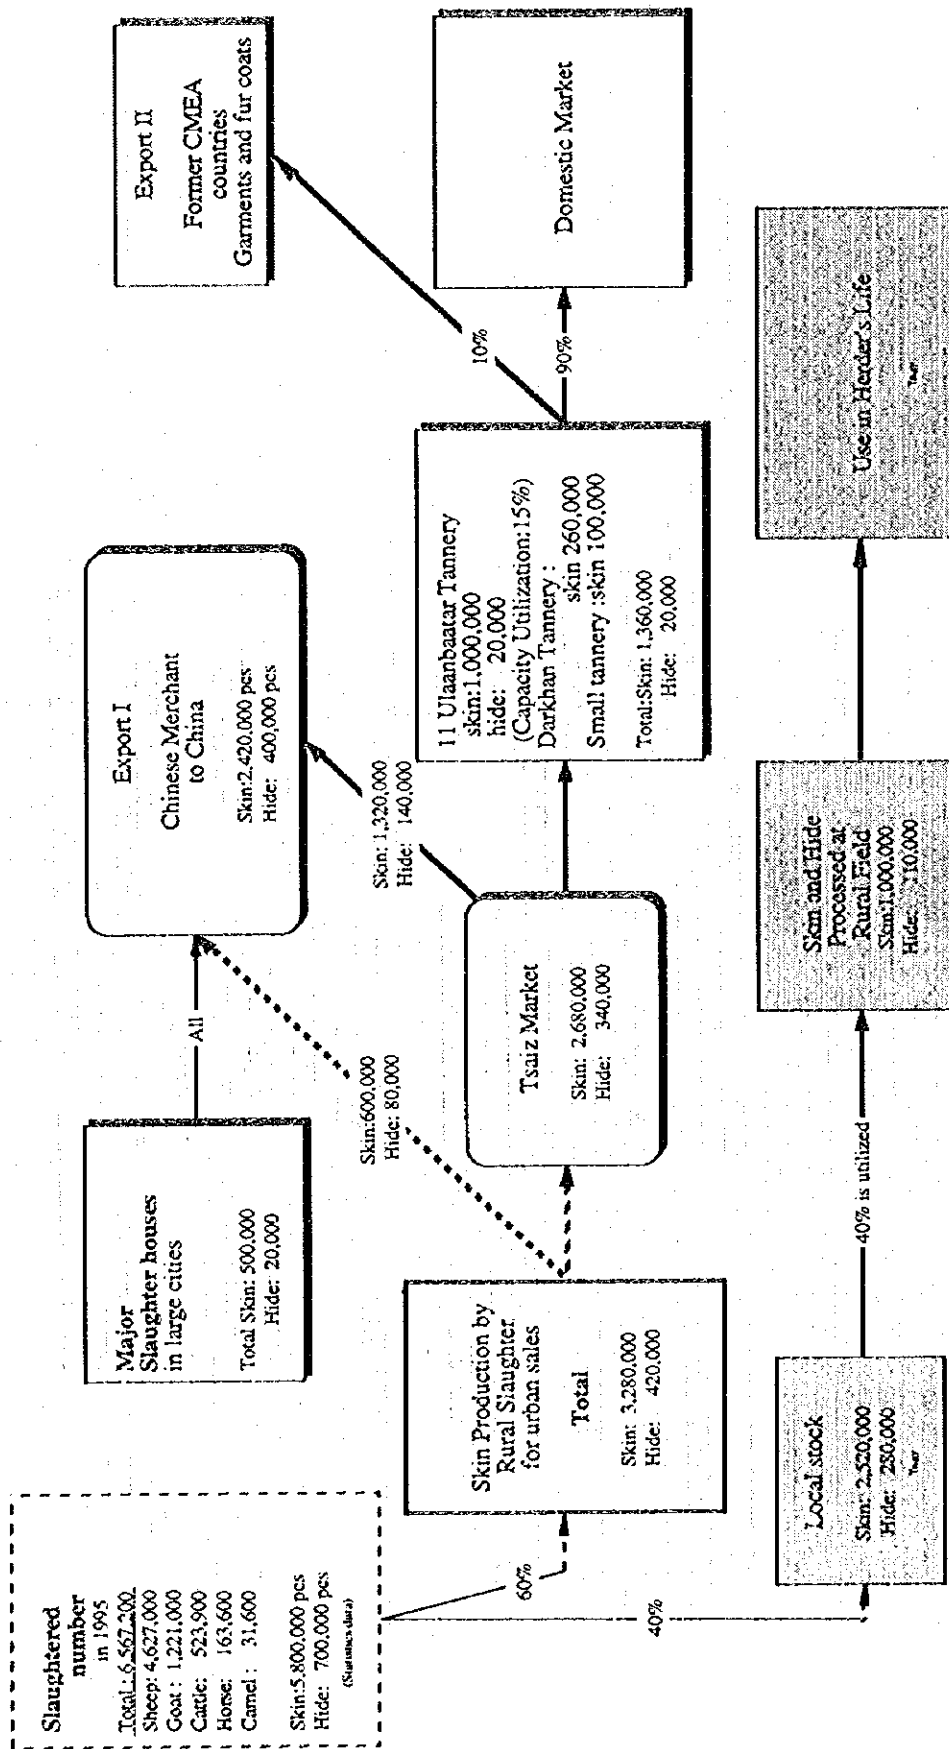 Slaughtered
number
in 1995
Total : 6,567,200
Sheep: 4,627,000
Goat : 1,221,000
Cattle: 523,900
Horse: 163,600
Camel : 31,600
Skin:5,800,000 pcs
Hide: 700,000 pcs
60%
40%
Major
Slaughter houses
in large cities
Total Skin: 500,000
Hide: 20,000
All
Skin Production by
Rural Slaughter
for urban sales
Total
Skin: 3,280,000
Hide: 420,000
Skin:600,000
Hide: 80,000
Local stock
Skin: 2,520,000
Hide: 280,000
40% is utilized
Export I
Chinese Merchant
to China
Skin:2,420,000 pcs
Hide: 400,000 pcs
Tsaiz Market
Skin: 2,680,000
Hide: 340,000
Skin: 1,320,000
Hide: 140,000
Skin and Hide
Processed at
Rural Field
Skin:1,000,000
Hide: 110,000
11 Ulaanbaatar Tannery
skin:1,000,000
hide: 20,000
(Capacity Utilization:15%)
Darkhan Tannery :
skin 260,000
Small tannery :skin 100,000
Total:Skin: 1,360,000
Hide: 20,000
10%
90%
Export II
Former CMEA
countries
Garments and fur coats
Domestic Market
Use in Herder's Life